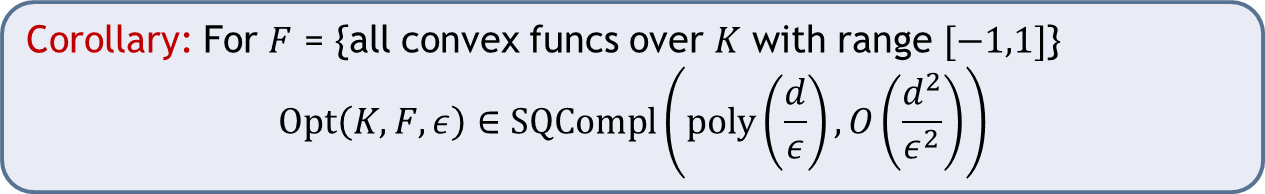 Corollary: For F = {all convex funcs over K with range [−1,1]}
Opt(K, F, ϵ) ∈ SQCompl(poly(d/ϵ), O(d²/ϵ²))